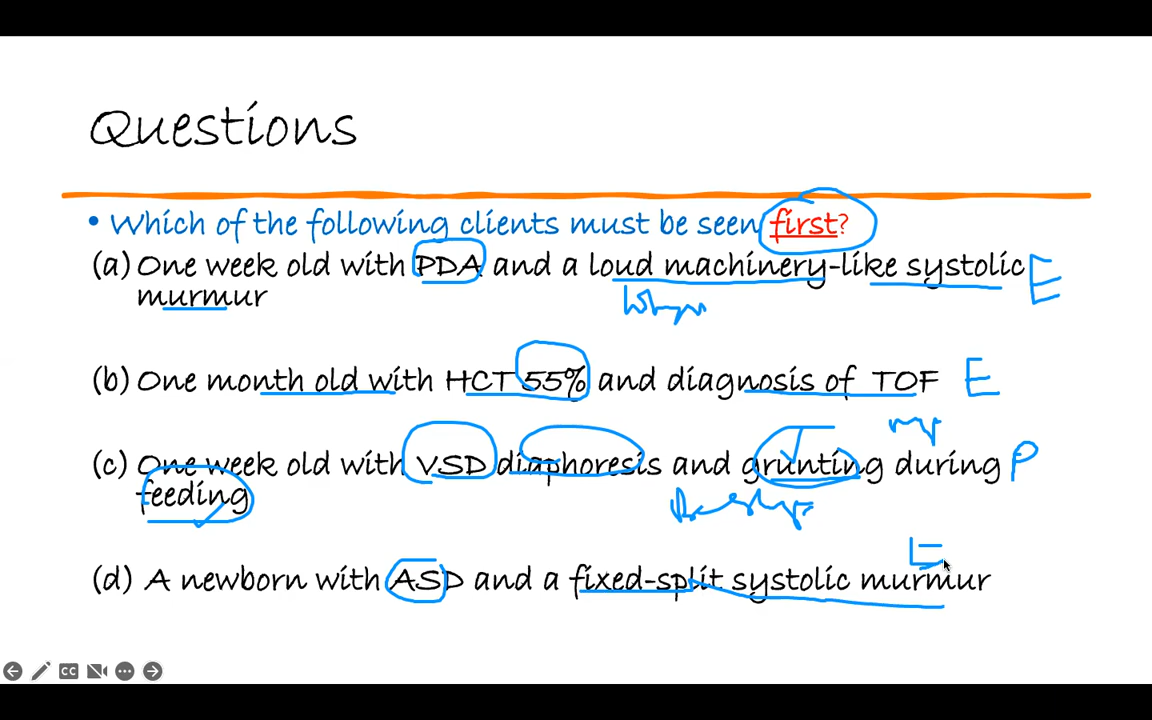 Questions
• Which of the following clients must be seen first?
(a) One week old with PDA and a loud machinery-like systolic E
murmur
(b) One month old with HCT 55% and diagnosis of TOF E
(c) One week old with VSD diaphoresis and grunting during P
feeding
E
(d) A newborn with ASD and a fixed-split systolic murmur
CC